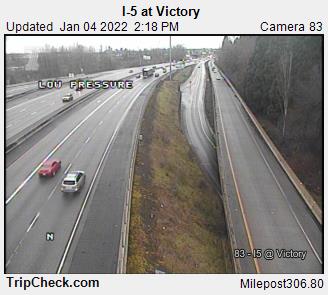 I-5 at Victory
Updated Jan 04 2022 2:18 PM Camera 83
LOW PRESSURE
N
83 - I5 @ Victory
TripCheck.com Milepost306.80